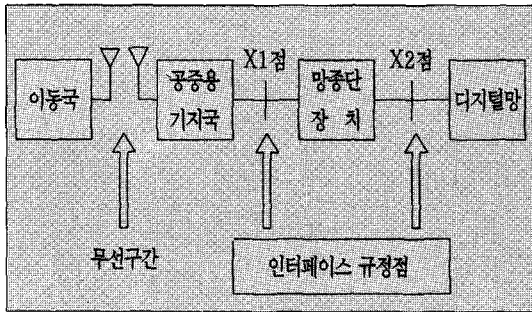 X1점
X2점
이동국
공중용
기지국
망종단
장 치
디지털망
무선구간
인터페이스 규정점